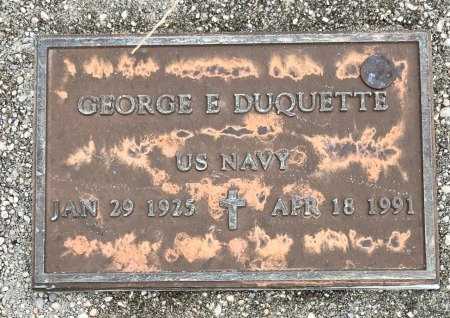 GEORGE E DUQUETTE
US NAVY
JAN 29 1925 APR 18 1991